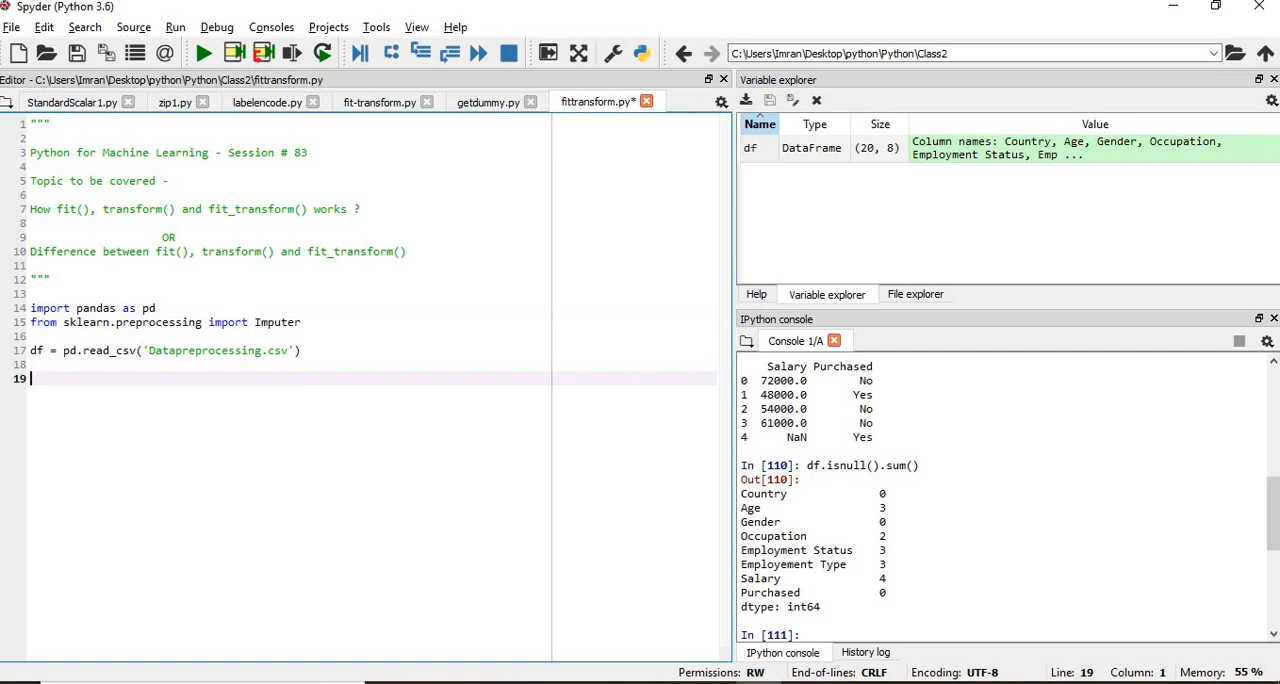 Spyder (Python 3.6)
File Edit Search Source Run Debug Consoles Projects Tools View Help
C:\Users\Imran\Desktop\python\Python\Class2
Editor - C:\Users\Imran\Desktop\python\Python\Class2\fittransform.py
StandardScalar1.py zip1.py labelencode.py fit-transform.py getdummy.py fittransform.py*
1 """
2
3 Python for Machine Learning - Session # 83
4
5 Topic to be covered -
6
7 How fit(), transform() and fit_transform() works ?
8
9 OR
10 Difference between fit(), transform() and fit_transform()
11
12 """
13
14 import pandas as pd
15 from sklearn.preprocessing import Imputer
16
17 df = pd.read_csv('Datapreprocessing.csv')
18
19
Variable explorer
Name Type Size Value
df DataFrame (20, 8) Column names: Country, Age, Gender, Occupation,
Employment Status, Emp ...
Help Variable explorer File explorer
IPython console
Console 1/A
Salary Purchased
0 72000.0 No
1 48000.0 Yes
2 54000.0 No
3 61000.0 No
4 NaN Yes
In [110]: df.isnull().sum()
Out[110]:
Country 0
Age 3
Gender 0
Occupation 2
Employment Status 3
Employement Type 3
Salary 4
Purchased 0
dtype: int64
In [111]:
IPython console History log
Permissions: RW End-of-lines: CRLF Encoding: UTF-8 Line: 19 Column: 1 Memory: 55 %